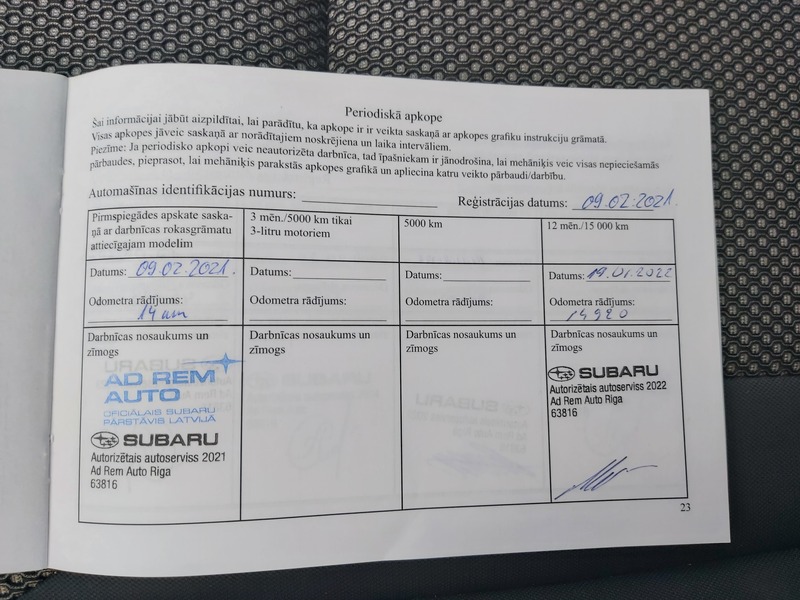 Periodiskā apkope
Šai informācijai jābūt aizpildītai, lai parādītu, ka apkope ir ir veikta saskaņā ar apkopes grafiku instrukciju grāmatā.
Visas apkopes jāveic saskaņā ar norādītajiem noskrējiena un laika intervāliem.
Piezīme: Ja periodisko apkopi veic neautorizēta darbnīca, tad īpašniekam ir jānodrošina, lai mehāniķis veic visas nepieciešamās
pārbaudes, pieprasot, lai mehāniķis parakstās apkopes grafikā un apliecina katru veikto pārbaudi/darbību.
Automašīnas identifikācijas numurs: Reģistrācijas datums: 09.02.2021.
Pirmspiegādes apskate saska-
ņā ar darbnīcas rokasgrāmatu
attiecīgajam modelim
3 mēn./5000 km tikai
3-litru motoriem
5000 km
12 mēn./15 000 km
Datums: 09.02.2021.
Datums:
Datums:
Datums: 19.01.2022
Odometra rādījums:
14 km
Odometra rādījums:
Odometra rādījums:
Odometra rādījums:
14920
Darbnīcas nosaukums un
zīmogs
AD REM
AUTO
OFICIĀLAIS SUBARU
PĀRSTĀVIS LATVIJĀ
SUBARU
Autorizētais autoserviss 2021
Ad Rem Auto Riga
63816
Darbnīcas nosaukums un
zīmogs
Darbnīcas nosaukums un
zīmogs
Darbnīcas nosaukums un
zīmogs
SUBARU
Autorizētais autoserviss 2022
Ad Rem Auto Riga
63816
23